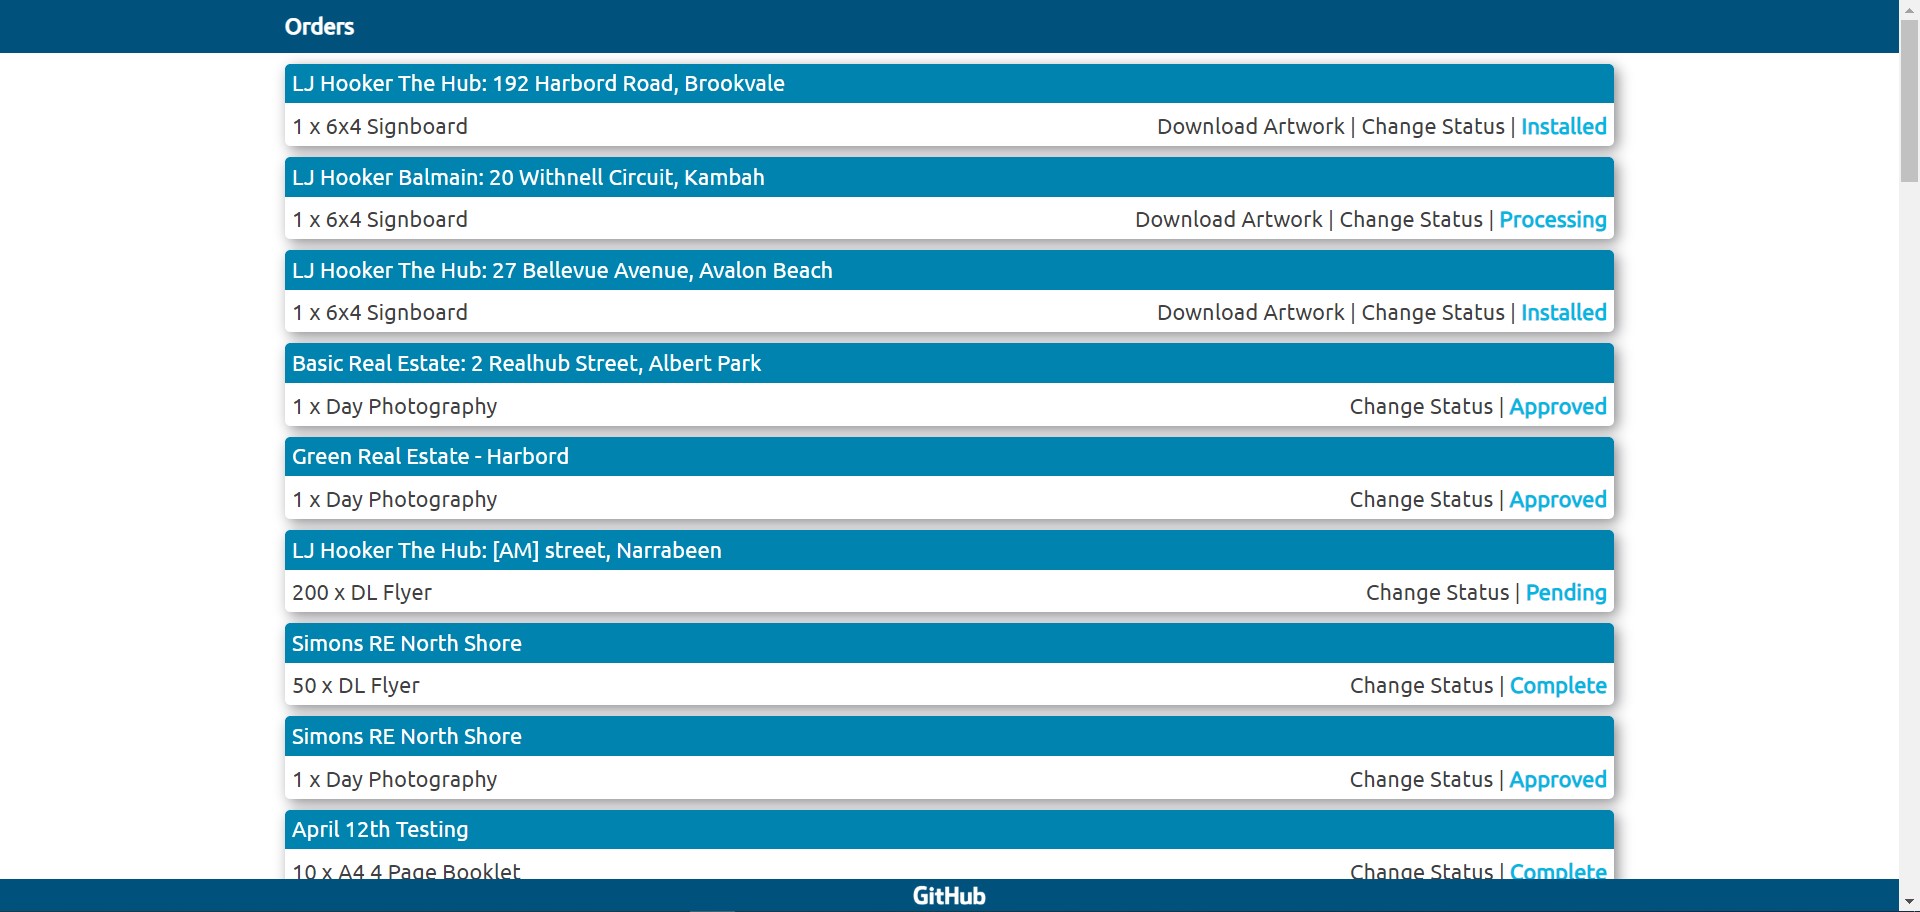 Orders
LJ Hooker The Hub: 192 Harbord Road, Brookvale
1 x 6x4 Signboard Download Artwork | Change Status | Installed
LJ Hooker Balmain: 20 Withnell Circuit, Kambah
1 x 6x4 Signboard Download Artwork | Change Status | Processing
LJ Hooker The Hub: 27 Bellevue Avenue, Avalon Beach
1 x 6x4 Signboard Download Artwork | Change Status | Installed
Basic Real Estate: 2 Realhub Street, Albert Park
1 x Day Photography Change Status | Approved
Green Real Estate - Harbord
1 x Day Photography Change Status | Approved
LJ Hooker The Hub: [AM] street, Narrabeen
200 x DL Flyer Change Status | Pending
Simons RE North Shore
50 x DL Flyer Change Status | Complete
Simons RE North Shore
1 x Day Photography Change Status | Approved
April 12th Testing
10 x A4 4 Page Booklet Change Status | Complete
GitHub